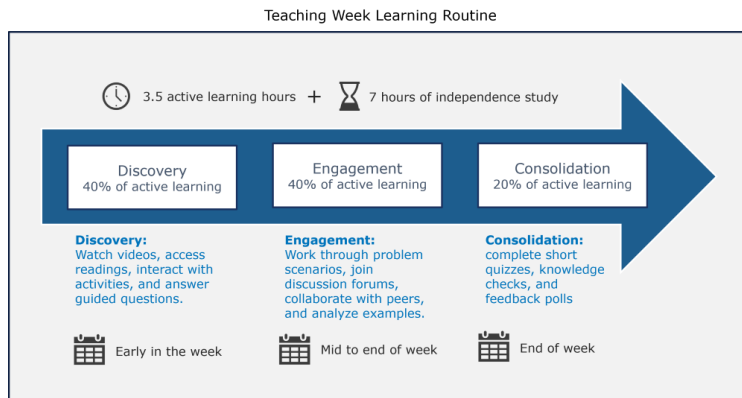 Teaching Week Learning Routine
3.5 active learning hours + 7 hours of independence study
Discovery
40% of active learning
Engagement
40% of active learning
Consolidation
20% of active learning
Discovery:
Watch videos, access
readings, interact with
activities, and answer
guided questions.
Engagement:
Work through problem
scenarios, join
discussion forums,
collaborate with peers,
and analyze examples.
Consolidation:
complete short
quizzes, knowledge
checks, and
feedback polls
Early in the week
Mid to end of week
End of week